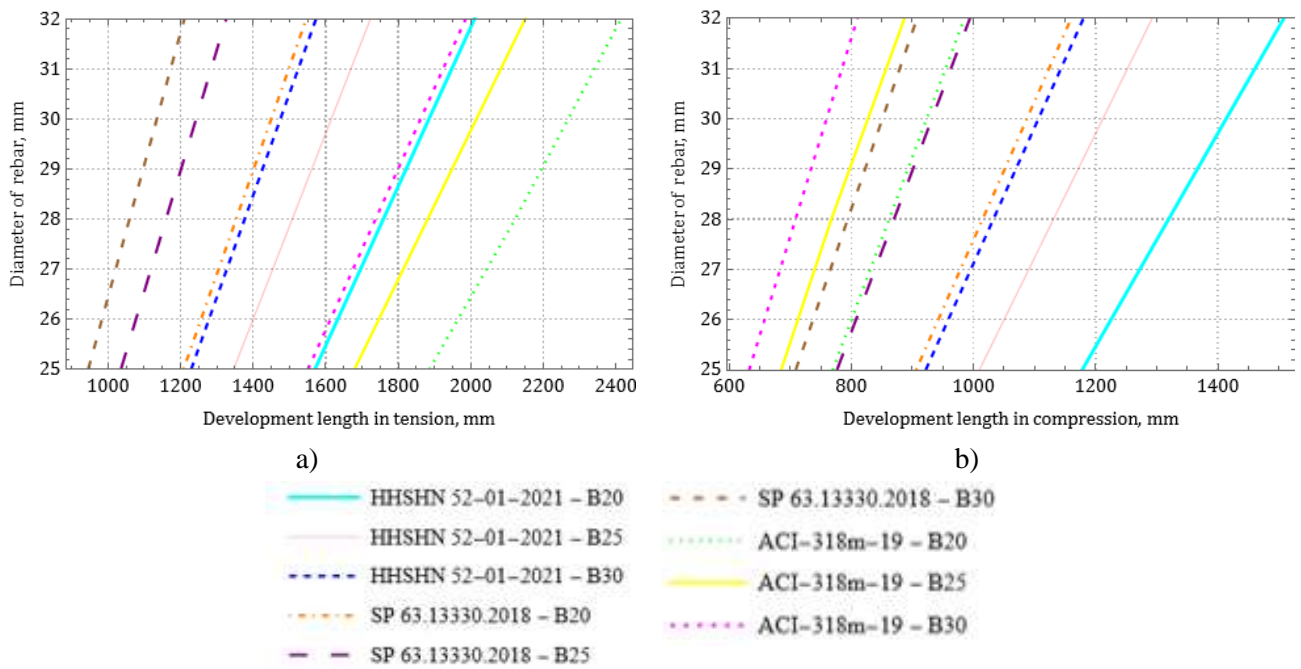 32
31
30
29
28
27
26
25
Diameter of rebar, mm
1000 1200 1400 1600 1800 2000 2200 2400
Development length in tension, mm
a)
32
31
30
29
28
27
26
25
Diameter of rebar, mm
600 800 1000 1200 1400
Development length in compression, mm
b)
HHSHN 52-01-2021 - B20
HHSHN 52-01-2021 - B25
HHSHN 52-01-2021 - B30
SP 63.13330.2018 - B20
SP 63.13330.2018 - B25
SP 63.13330.2018 - B30
ACI-318m-19 - B20
ACI-318m-19 - B25
ACI-318m-19 - B30